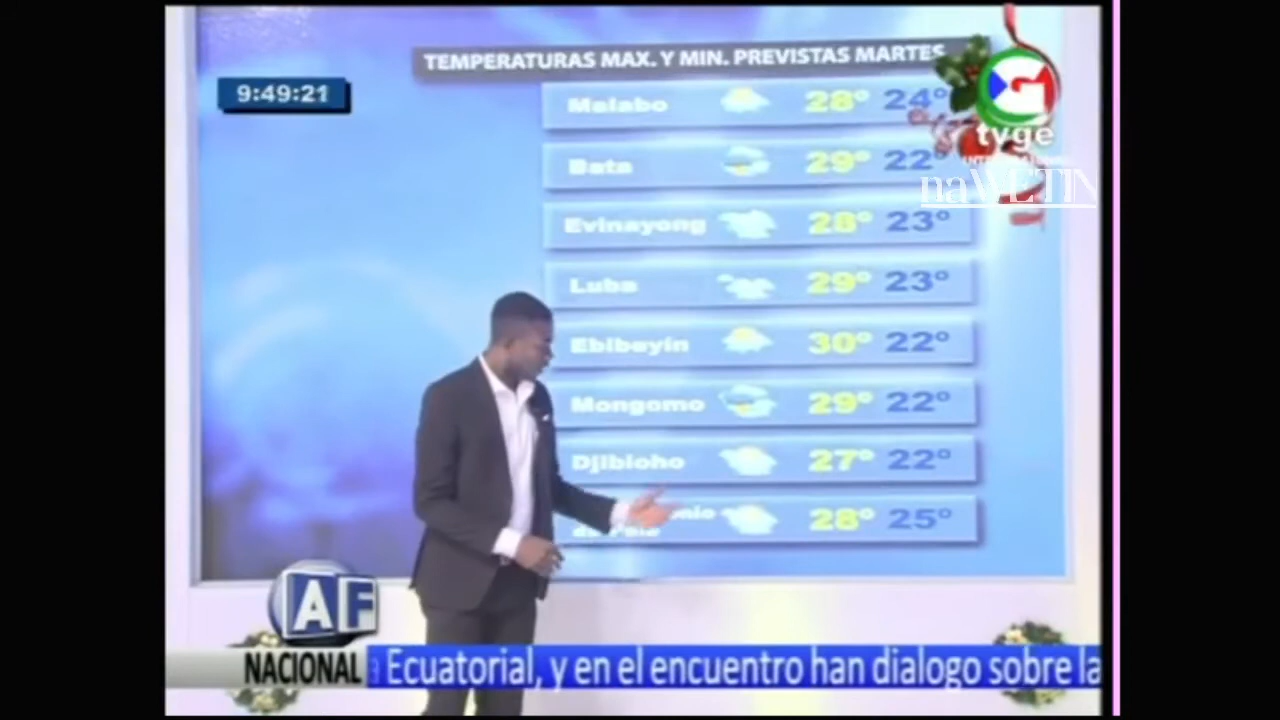 TEMPERATURAS MAX. Y MIN. PREVISTAS MARTES
9:49:21
Malabo 28° 24°
Bata 29° 22°
Evinayong 28° 23°
Luba 29° 23°
Ebibeyin 30° 22°
Mongomo 29° 22°
Djibloho 27° 22°
28° 25°
tvge
naWETIN
AF
NACIONAL
Ecuatorial, y en el encuentro han dialogo sobre la